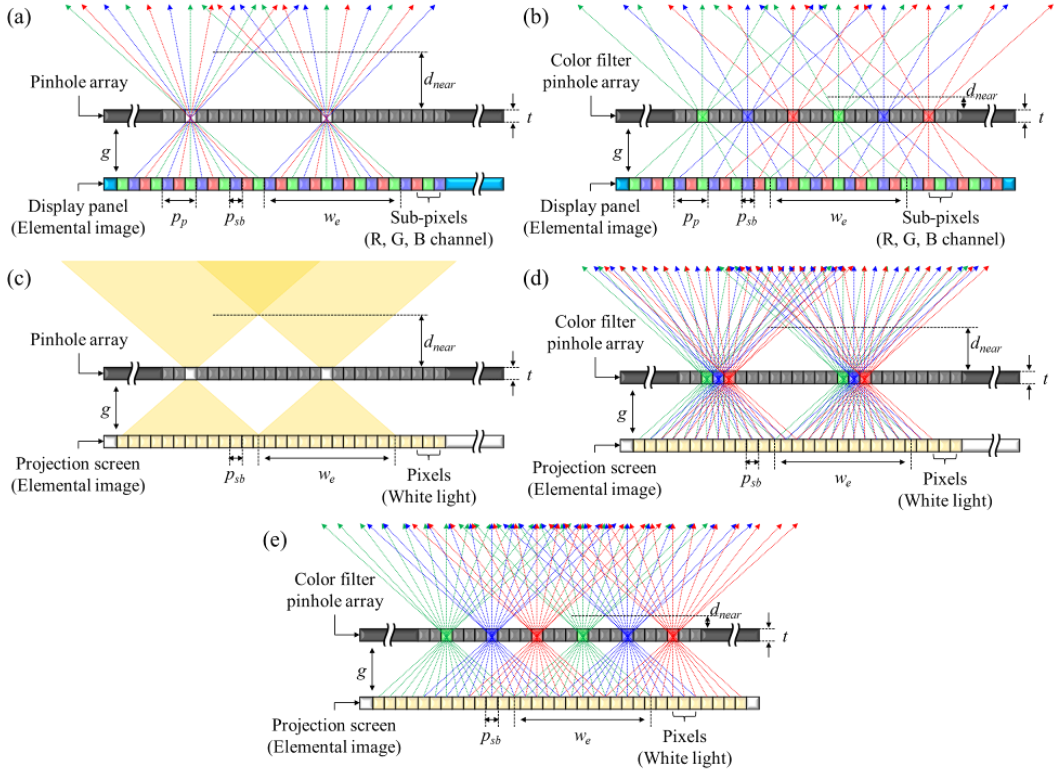 (a)
Pinhole array
d_near
t
g
Display panel
(Elemental image)
p_p
p_sb
w_e
Sub-pixels
(R, G, B channel)
(b)
Color filter
pinhole array
d_near
t
g
Display panel
(Elemental image)
p_p
p_sb
w_e
Sub-pixels
(R, G, B channel)
(c)
Pinhole array
d_near
t
g
Projection screen
(Elemental image)
p_sb
w_e
Pixels
(White light)
(d)
Color filter
pinhole array
d_near
t
g
Projection screen
(Elemental image)
p_sb
w_e
Pixels
(White light)
(e)
Color filter
pinhole array
d_near
t
g
Projection screen
(Elemental image)
p_sb
w_e
Pixels
(White light)